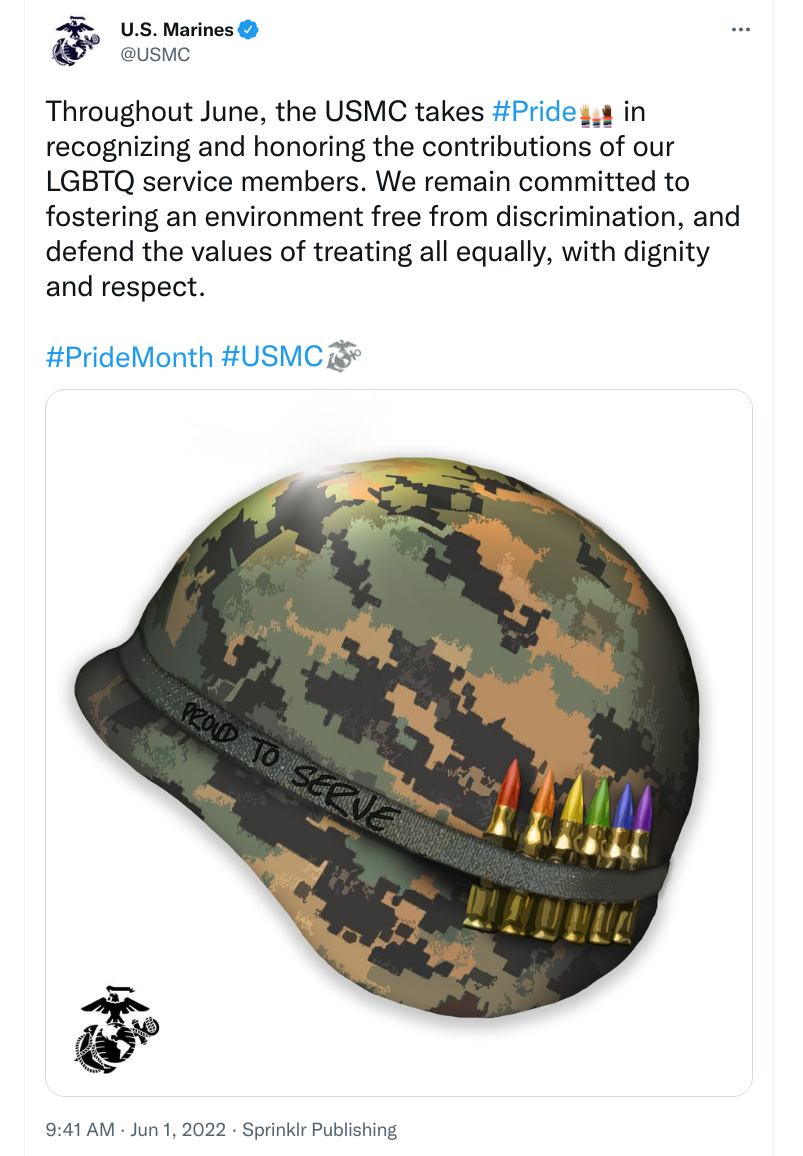 U.S. Marines
@USMC
Throughout June, the USMC takes #Pride in
recognizing and honoring the contributions of our
LGBTQ service members. We remain committed to
fostering an environment free from discrimination, and
defend the values of treating all equally, with dignity
and respect.
#PrideMonth #USMC
PROUD TO SERVE
9:41 AM · Jun 1, 2022 · Sprinklr Publishing